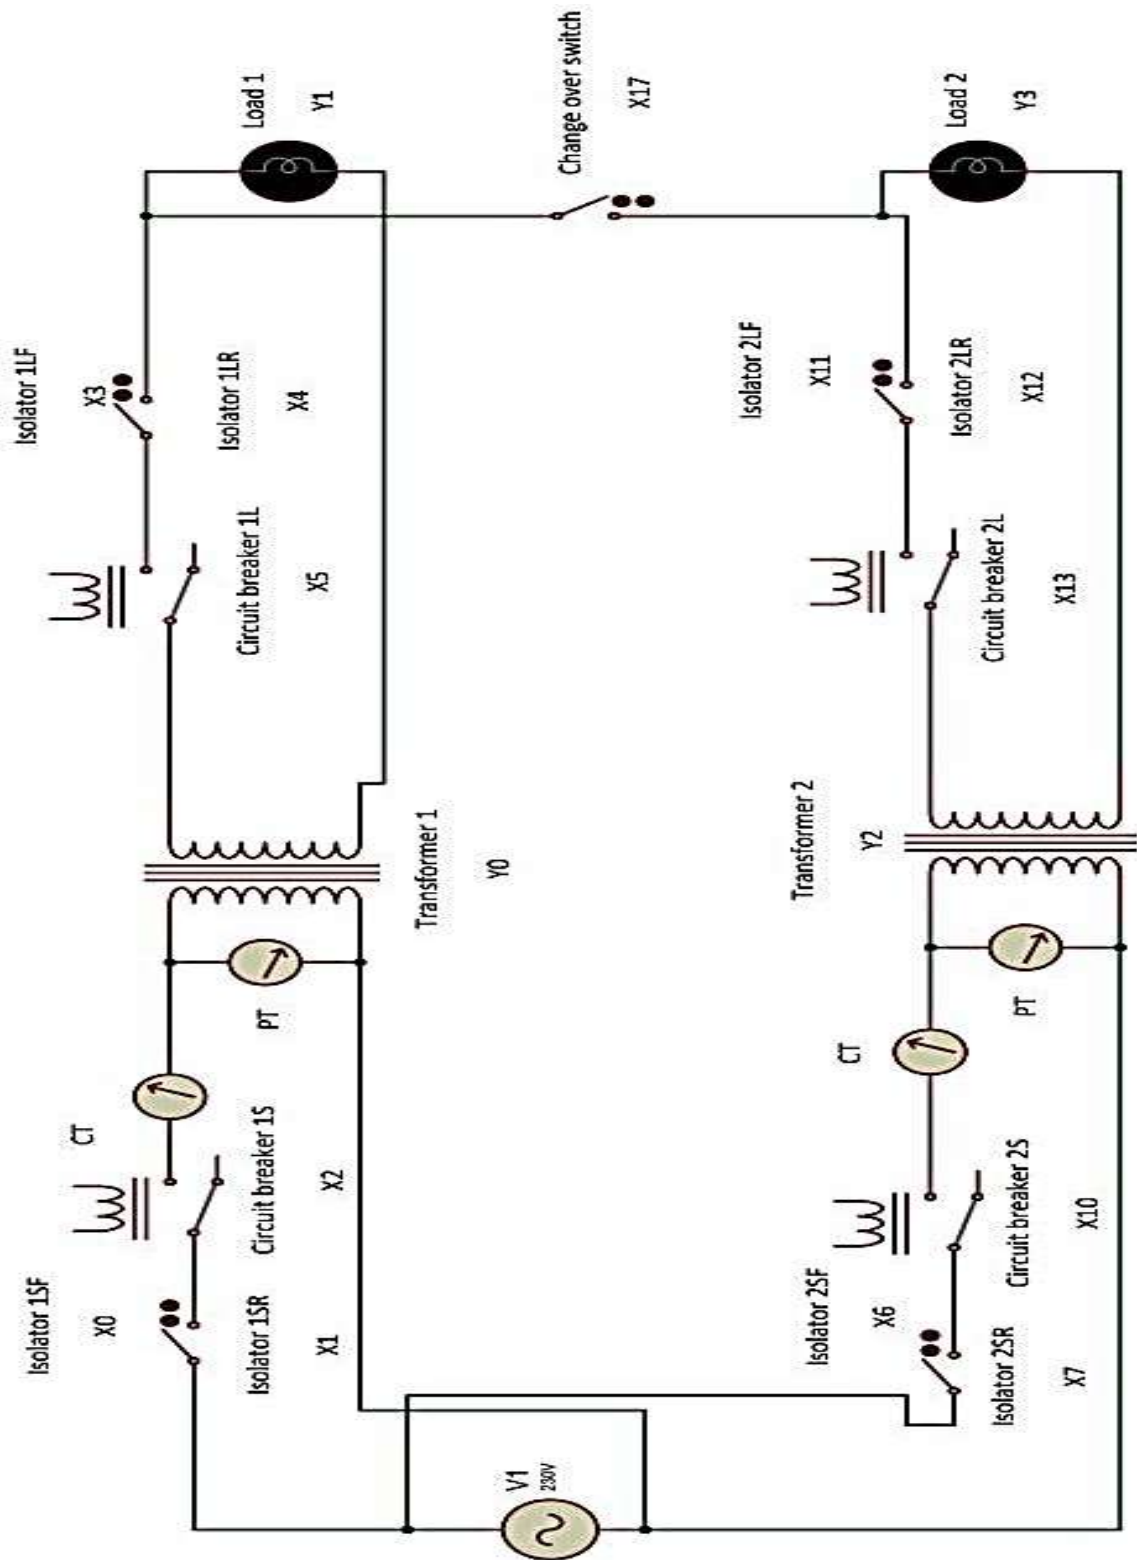 Isolator 1SF
X0
Isolator 1SR
X1
CT
Circuit breaker 1S
X2
PT
Transformer 1
Y0
Circuit breaker 1L
X5
Isolator 1LF
X3
Isolator 1LR
X4
Load 1
Y1
V1
230V
Change over switch
X17
Isolator 2SF
X6
Isolator 2SR
X7
Circuit breaker 2S
X10
CT
PT
Transformer 2
Y2
Circuit breaker 2L
X13
Isolator 2LF
X11
Isolator 2LR
X12
Load 2
Y3